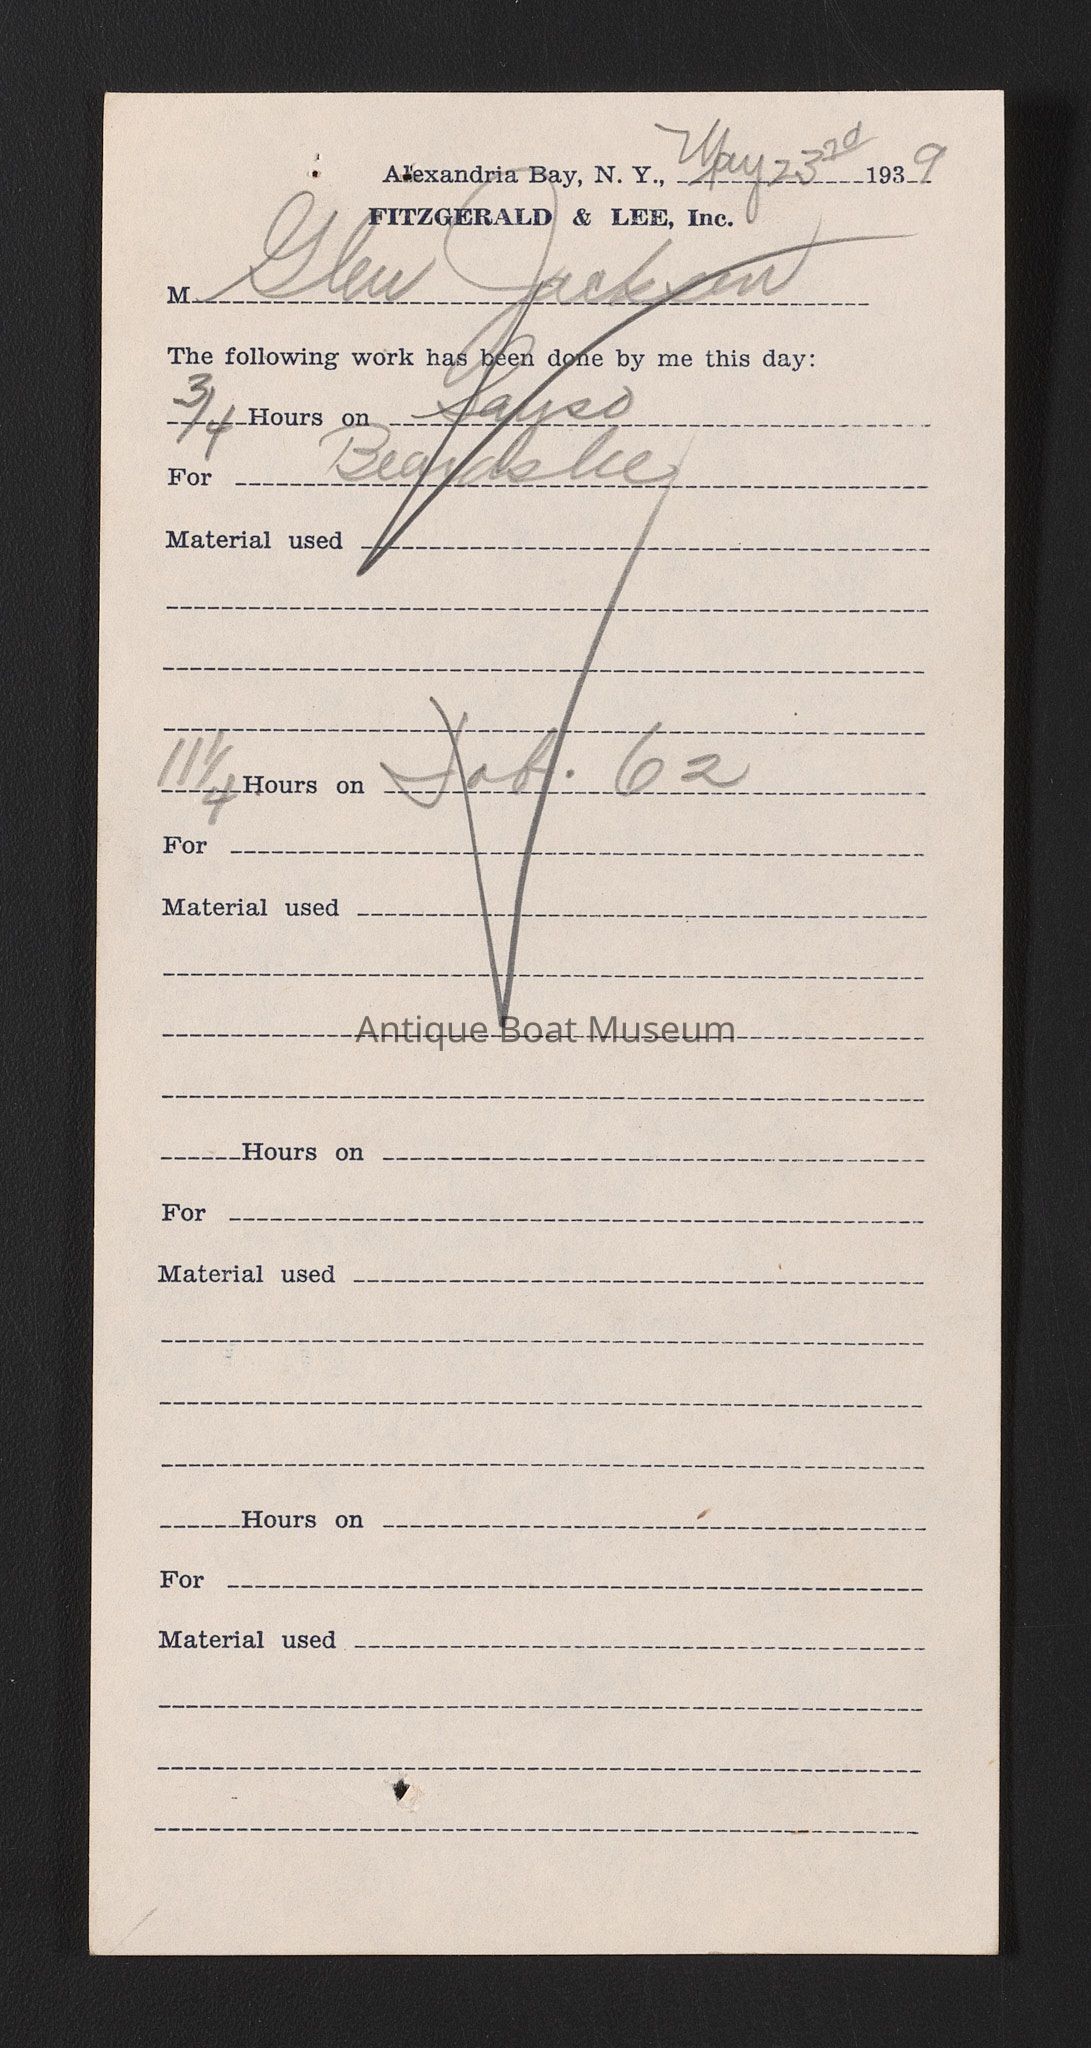 Alexandria Bay, N. Y., May 23rd 1939
FITZGERALD & LEE, Inc.
M Glen Jackson
The following work has been done by me this day:
3/4 Hours on Sayso
For Beardslee
Material used
11 1/4 Hours on Job. 62
For
Material used
Antique Boat Museum
Hours on
For
Material used
Hours on
For
Material used